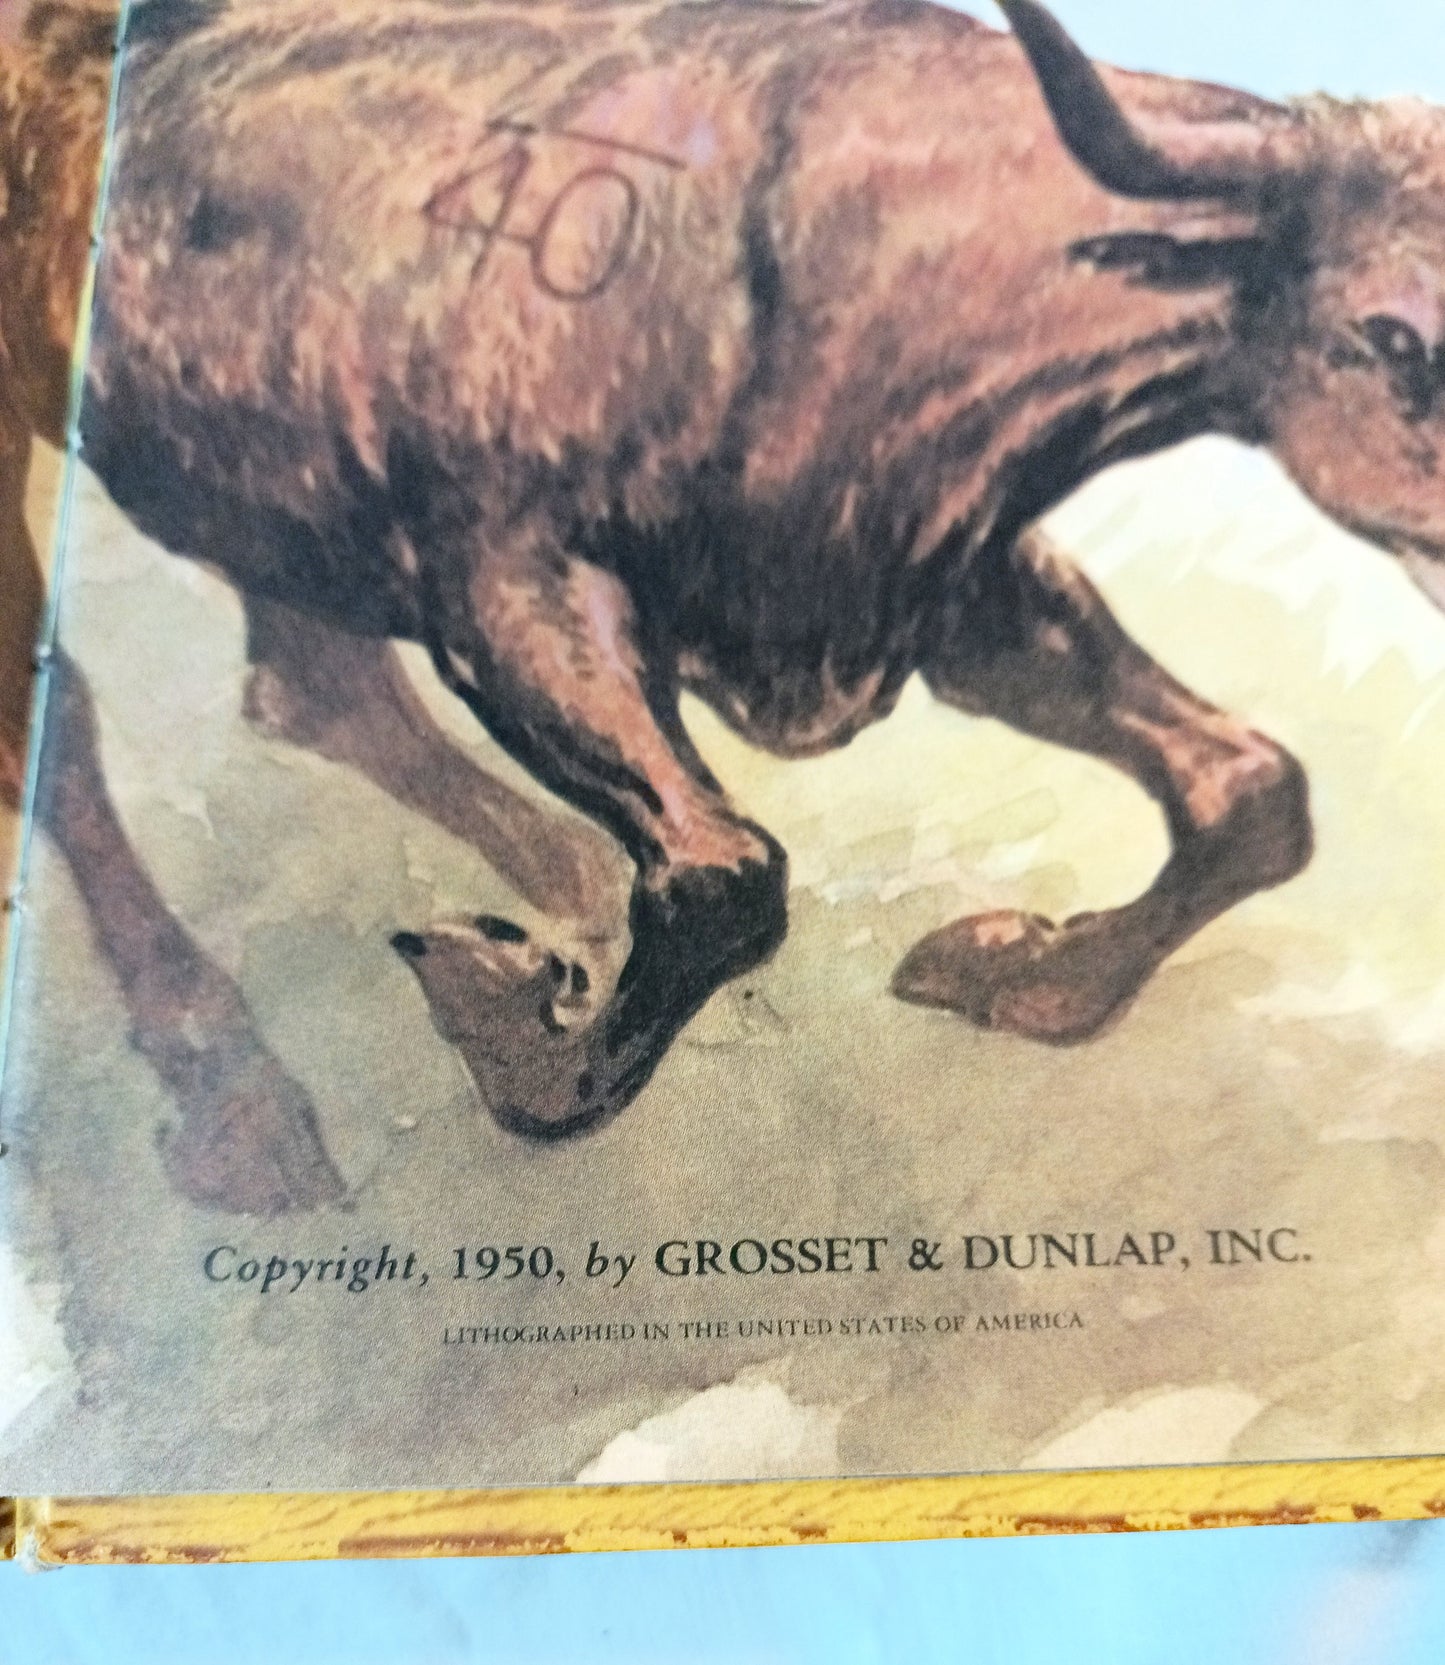 40
Copyright, 1950, by GROSSET & DUNLAP, INC.
LITHOGRAPHED IN THE UNITED STATES OF AMERICA